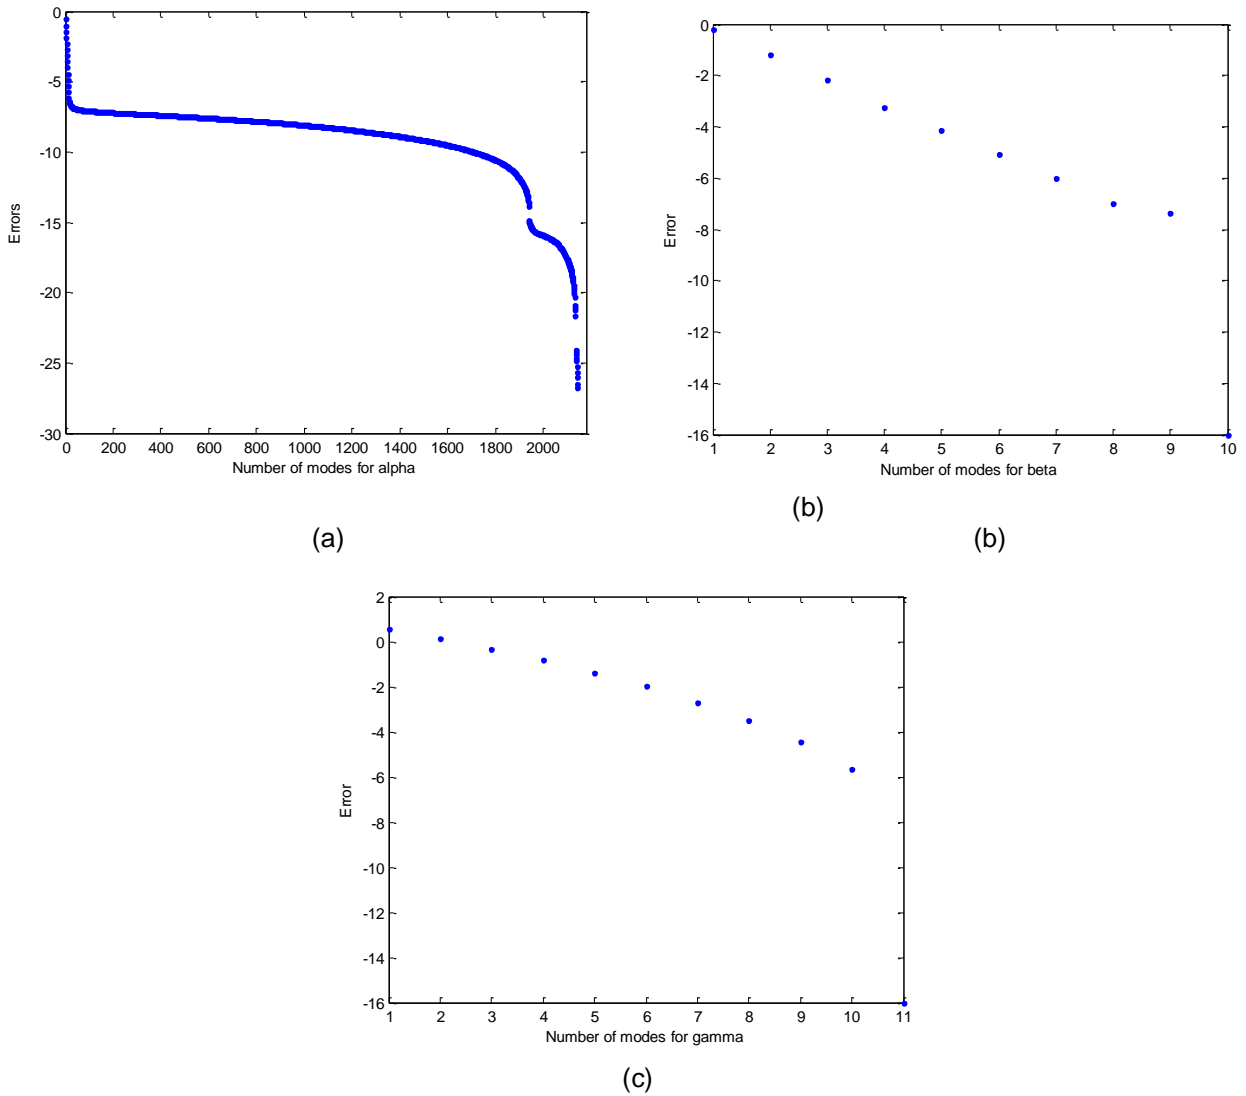 0
-5
-10
-15
-20
-25
-30
Errors
0 200 400 600 800 1000 1200 1400 1600 1800 2000
Number of modes for alpha
(a)
0
-2
-4
-6
-8
-10
-12
-14
-16
Error
1 2 3 4 5 6 7 8 9 10
Number of modes for beta
(b)
(b)
2
0
-2
-4
-6
-8
-10
-12
-14
-16
Error
1 2 3 4 5 6 7 8 9 10 11
Number of modes for gamma
(c)